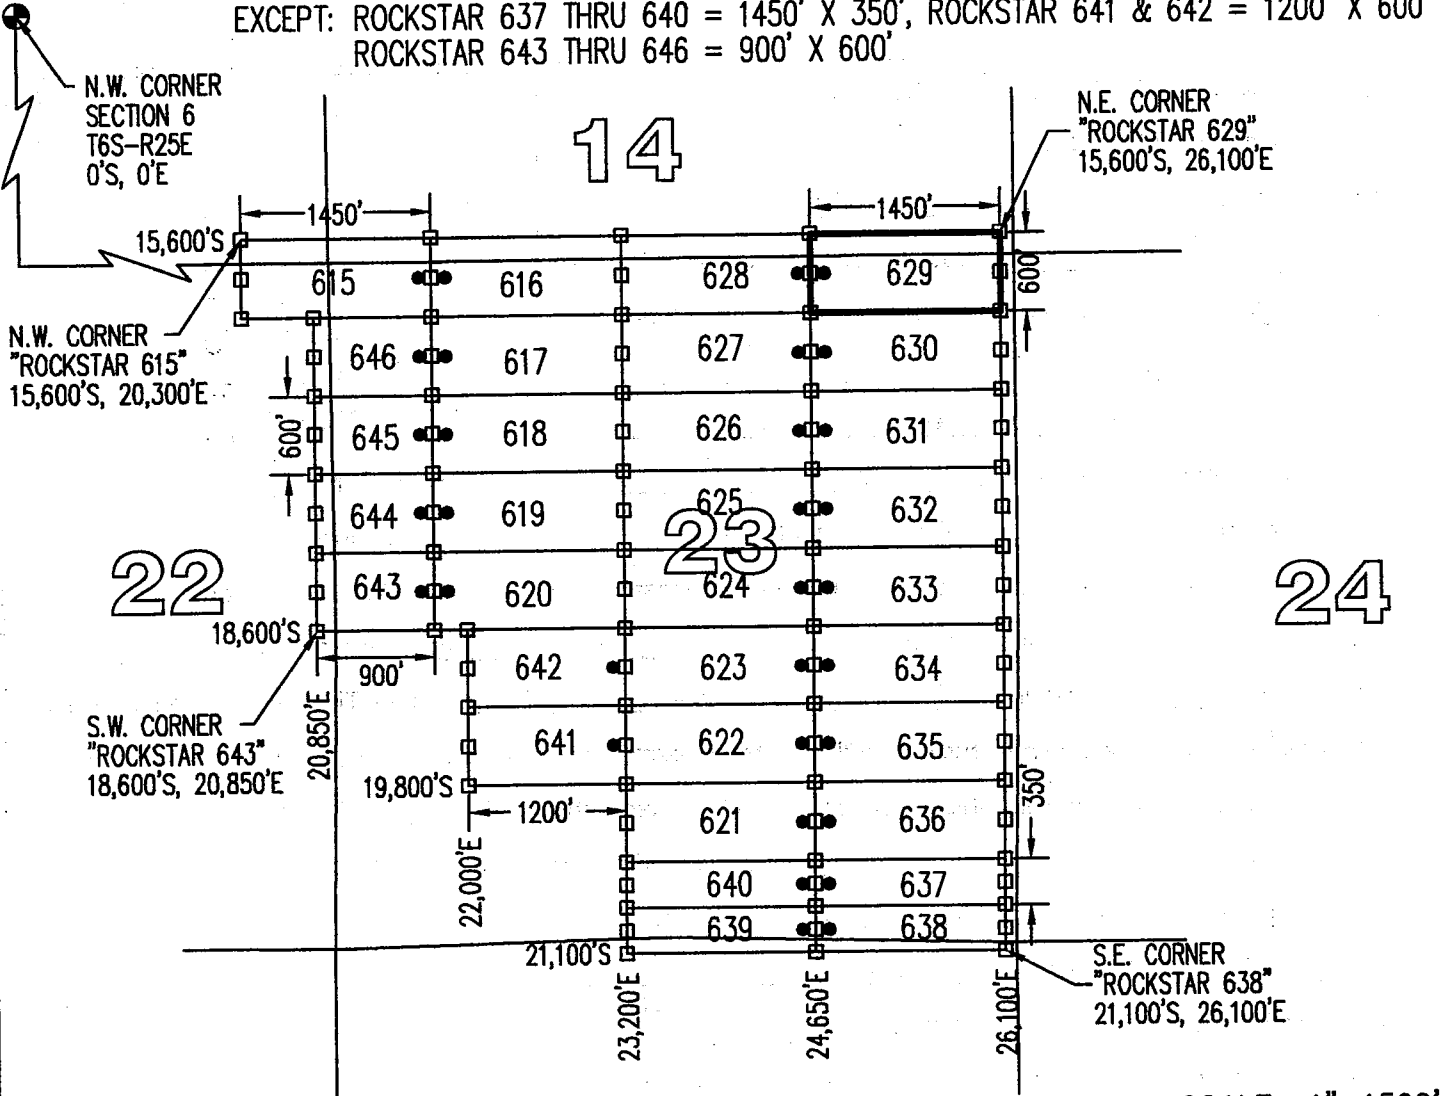 EXCEPT: ROCKSTAR 637 THRU 640 = 1450' X 350', ROCKSTAR 641 & 642 = 1200' X 600'
ROCKSTAR 643 THRU 646 = 900' X 600'
N.W. CORNER
SECTION 6
T6S-R25E
0'S, 0'E
14
N.E. CORNER
"ROCKSTAR 629"
15,600'S, 26,100'E
1450'
1450'
15,600'S
615
616
628
629
600'
N.W. CORNER
"ROCKSTAR 615"
15,600'S, 20,300'E
646
617
627
630
600'
645
618
626
631
644
619
625
632
22
23
24
643
620
624
633
18,600'S
900'
642
623
634
20,850'E
S.W. CORNER
"ROCKSTAR 643"
18,600'S, 20,850'E
641
622
635
19,800'S
1200'
350'
621
636
22,000'E
640
637
639
638
21,100'S
S.E. CORNER
"ROCKSTAR 638"
21,100'S, 26,100'E
23,200'E
24,650'E
26,100'E